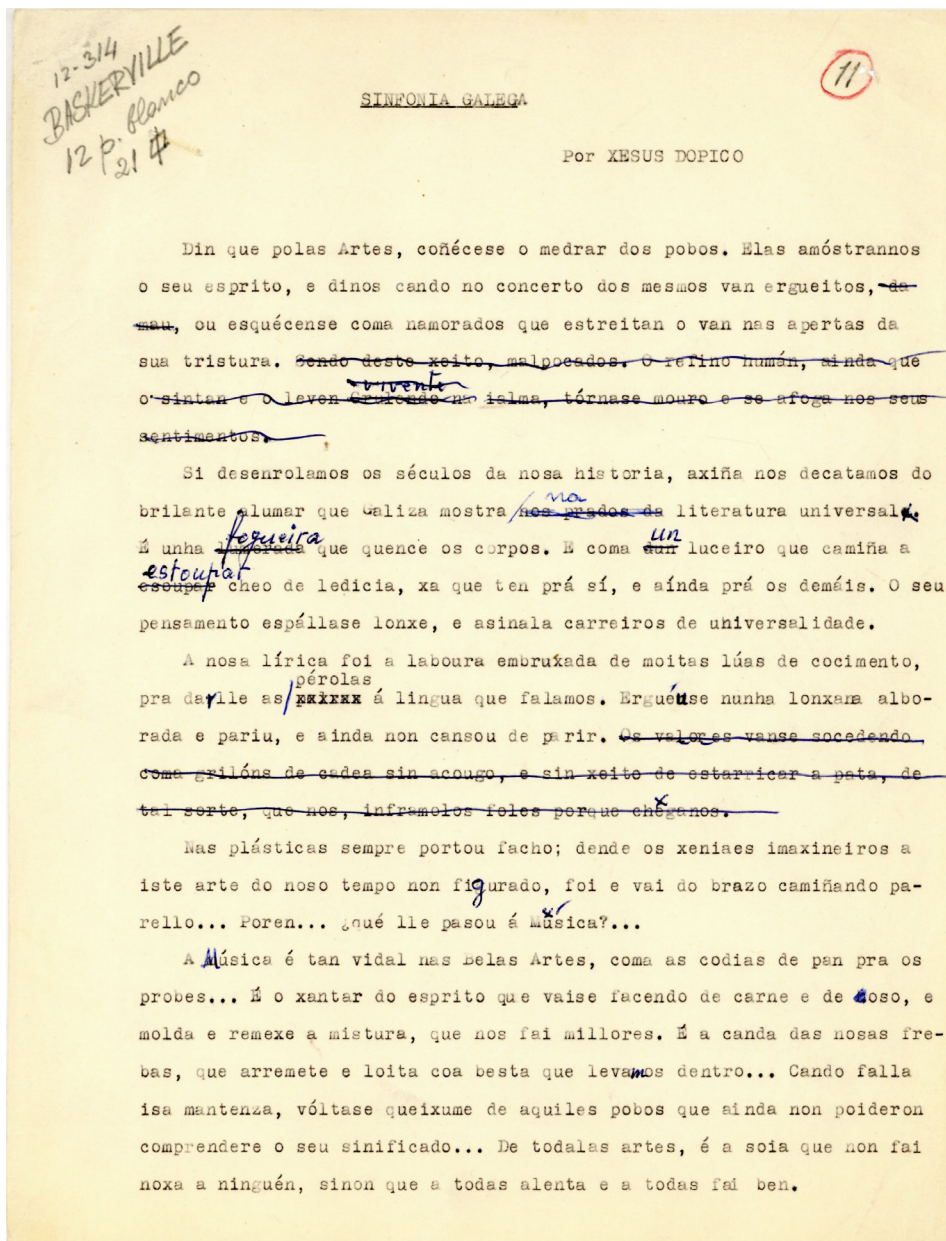 12-3/4
BASKERVILLE
12 p. blanco
21
11
SINFONIA GALEGA
Por XESUS DOPICO
Din que polas Artes, coñécese o medrar dos pobos. Elas amóstrannos
o seu esprito, e dinos cando no concerto dos mesmos van ergueitos, da
mau, ou esquécense coma namorados que estreitan o van nas apertas da
sua tristura. Sendo deste xeito, malpocados. O refino humán, ainda que
vivente
o sintan e o leven na ialma, tórnase mouro e se afoga nos seus
sentimentos.
Si desenrolamos os séculos da nosa historia, axiña nos decatamos do
na
brilante alumar que Galiza mostra nos prados da literatura universal.
fogueira un
É unha lumorada que quence os corpos. E coma dun luceiro que camiña a
estoupar
esoupar cheo de ledicia, xa que ten prá sí, e aínda prá os demáis. O seu
pensamento espállase lonxe, e asinala carreiros de universalidade.
A nosa lírica foi a laboura embruxada de moitas lúas de cocimento,
pérolas
pra darlle as xxlxxx á lingua que falamos. Erguéuse nunha lonxana albo-
rada e pariu, e ainda non cansou de parir. Os valores vanse socedendo
coma grilóns de cadea sin acougo, e sin xeito de estarricar a pata, de
tal sorte, que nos, inframolos foles porque chéganos.
Nas plásticas sempre portou facho; dende os xeniaes imaxineiros a
iste arte do noso tempo non figurado, foi e vai do brazo camiñando pa-
rello... Poren... ¿qué lle pasou á Música?...
A Música é tan vidal nas Belas Artes, coma as codias de pan pra os
probes... É o xantar do esprito que vaise facendo de carne e de oso, e
molda e remexe a mistura, que nos fai millores. É a canda das nosas fre-
bas, que arremete e loita coa besta que levamos dentro... Cando falla
isa mantenza, vóltase queixume de aquiles pobos que ainda non poideron
comprendere o seu sinificado... De todalas artes, é a soia que non fai
noxa a ninguén, sinon que a todas alenta e a todas fai ben.